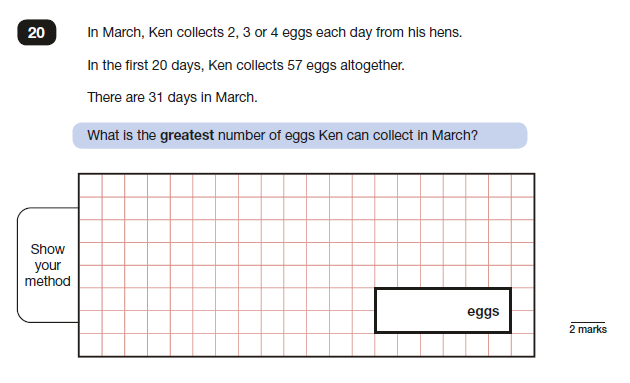 20
In March, Ken collects 2, 3 or 4 eggs each day from his hens.
In the first 20 days, Ken collects 57 eggs altogether.
There are 31 days in March.
What is the greatest number of eggs Ken can collect in March?
Show
your
method
eggs
2 marks